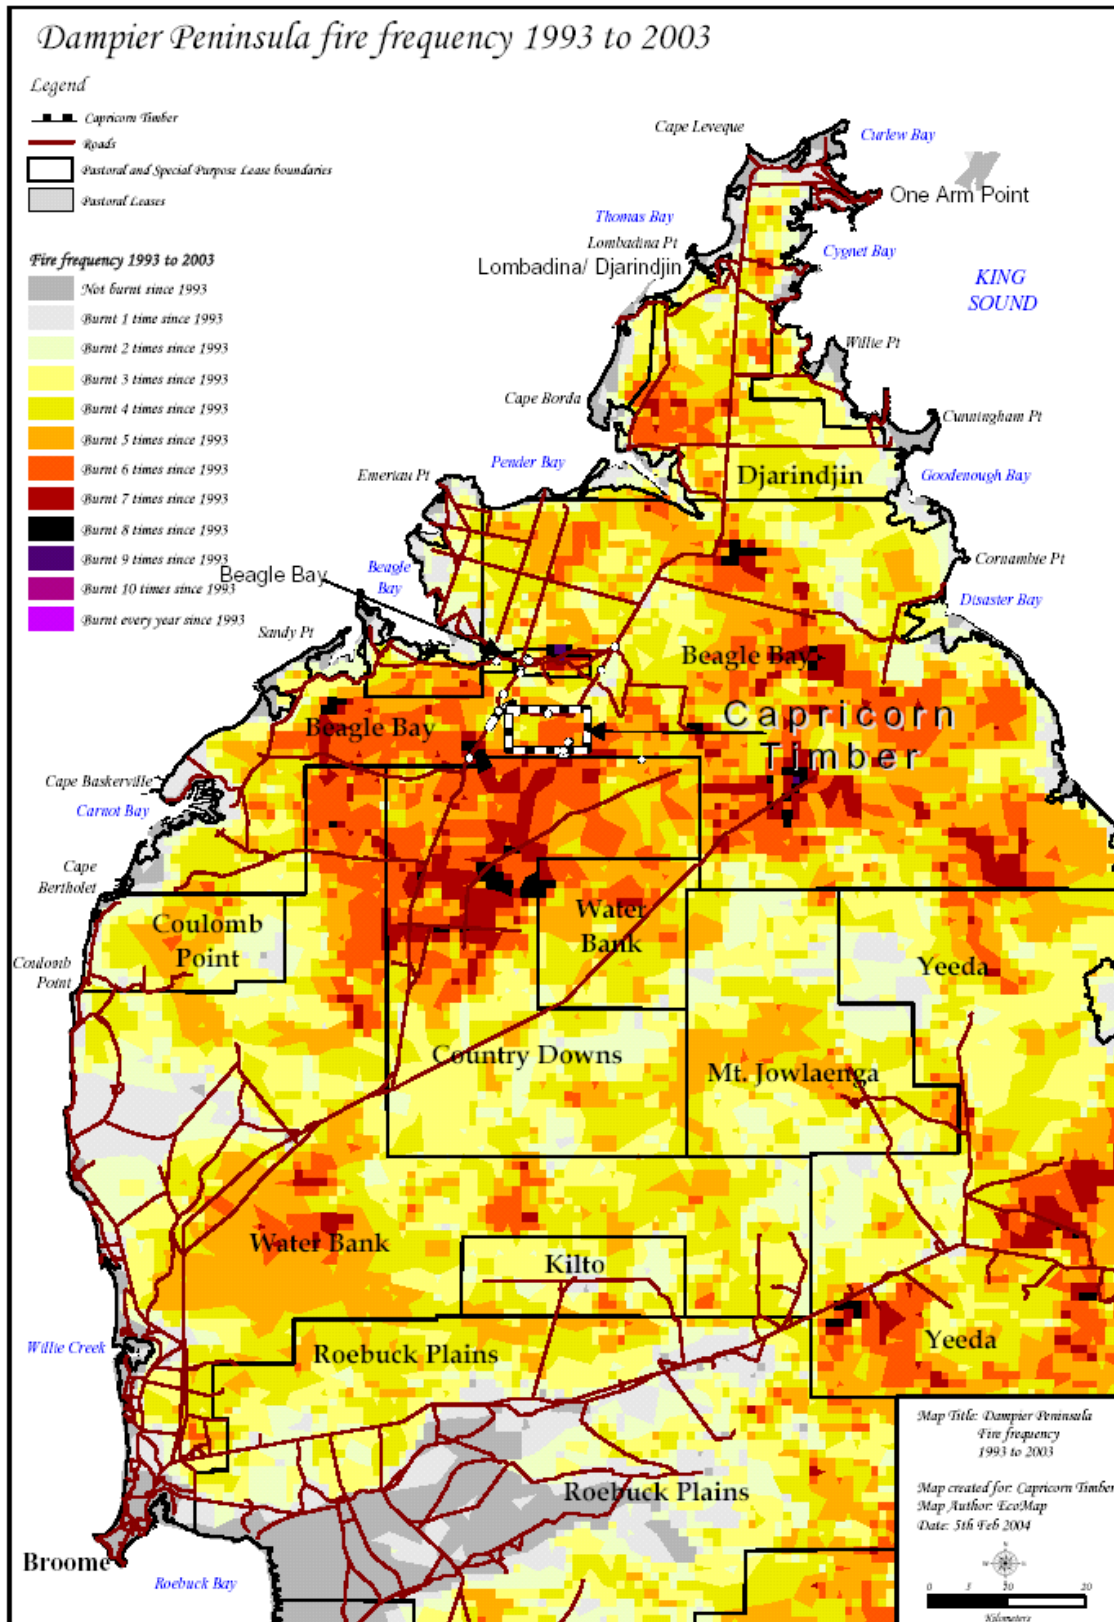 Dampier Peninsula fire frequency 1993 to 2003
Legend
Capricorn Timber
Roads
Pastoral and Special Purpose Lease boundaries
Pastoral Leases
Fire frequency 1993 to 2003
Not burnt since 1993
Burnt 1 time since 1993
Burnt 2 times since 1993
Burnt 3 times since 1993
Burnt 4 times since 1993
Burnt 5 times since 1993
Burnt 6 times since 1993
Burnt 7 times since 1993
Burnt 8 times since 1993
Burnt 9 times since 1993
Burnt 10 times since 1993
Burnt every year since 1993
Cape Leveque
Curlew Bay
One Arm Point
Thomas Bay
Lombadina Pt
Cygnet Bay
Lombadina/ Djarindjin
KING
SOUND
Willie Pt
Cape Borda
Cunningham Pt
Pender Bay
Emeriau Pt
Djarindjin
Goodenough Bay
Cornambie Pt
Beagle Bay
Beagle
Bay
Disaster Bay
Sandy Pt
Beagle Bay
Beagle Bay
Capricorn
Timber
Cape Baskerville
Carnot Bay
Cape
Bertholet
Coulomb
Point
Water
Bank
Coulomb
Point
Yeeda
Country Downs
Mt. Jowlaenga
Water Bank
Kilto
Willie Creek
Roebuck Plains
Yeeda
Roebuck Plains
Broome
Roebuck Bay
Map Title: Dampier Peninsula
Fire frequency
1993 to 2003
Map created for: Capricorn Timber
Map Author: EcoMap
Date: 5th Feb 2004
N
W
E
S
0
20
Kilometers